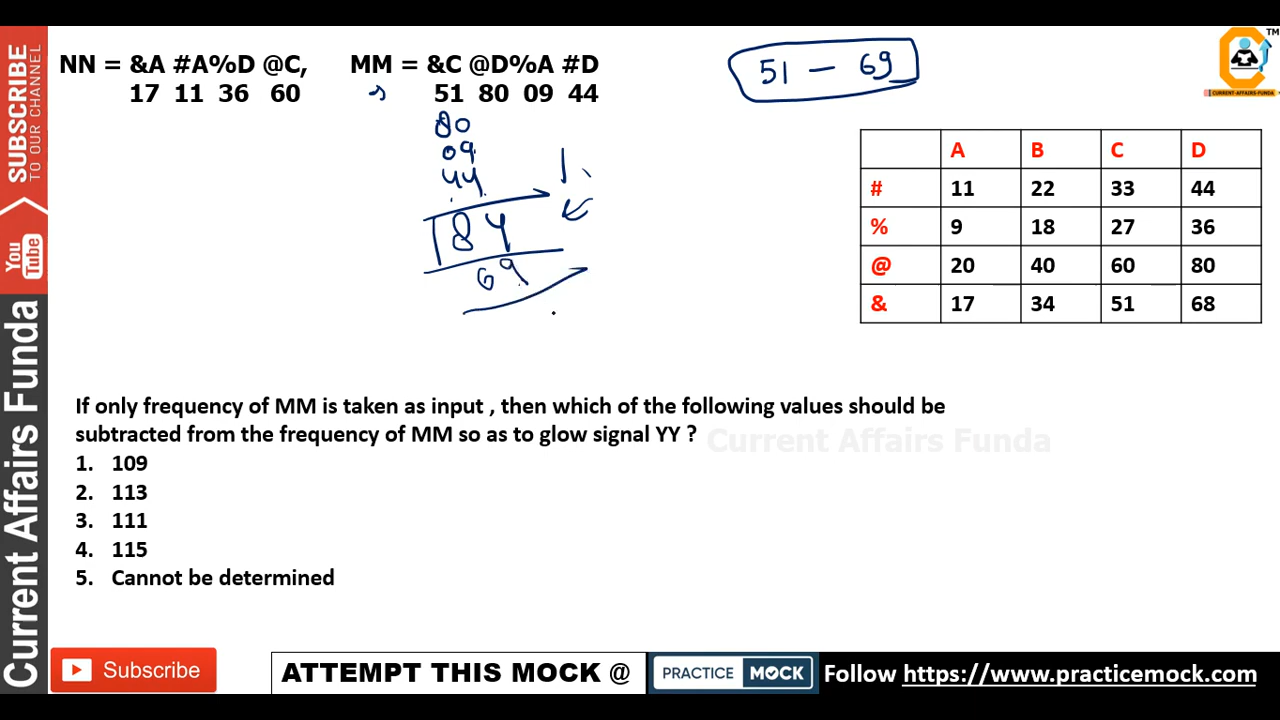 SUBSCRIBE
TO OUR CHANNEL
You Tube
Current Affairs Funda
NN = &A #A%D @C, MM = &C @D%A #D
17 11 36 60 51 80 09 44
51 – 69
80
09
44
184
69
TM
CURRENT-AFFAIRS-FUNDA
A B C D
# 11 22 33 44
% 9 18 27 36
@ 20 40 60 80
& 17 34 51 68
If only frequency of MM is taken as input , then which of the following values should be
subtracted from the frequency of MM so as to glow signal YY ?
Current Affairs Funda
1. 109
2. 113
3. 111
4. 115
5. Cannot be determined
Subscribe
ATTEMPT THIS MOCK @ PRACTICE MOCK Follow https://www.practicemock.com